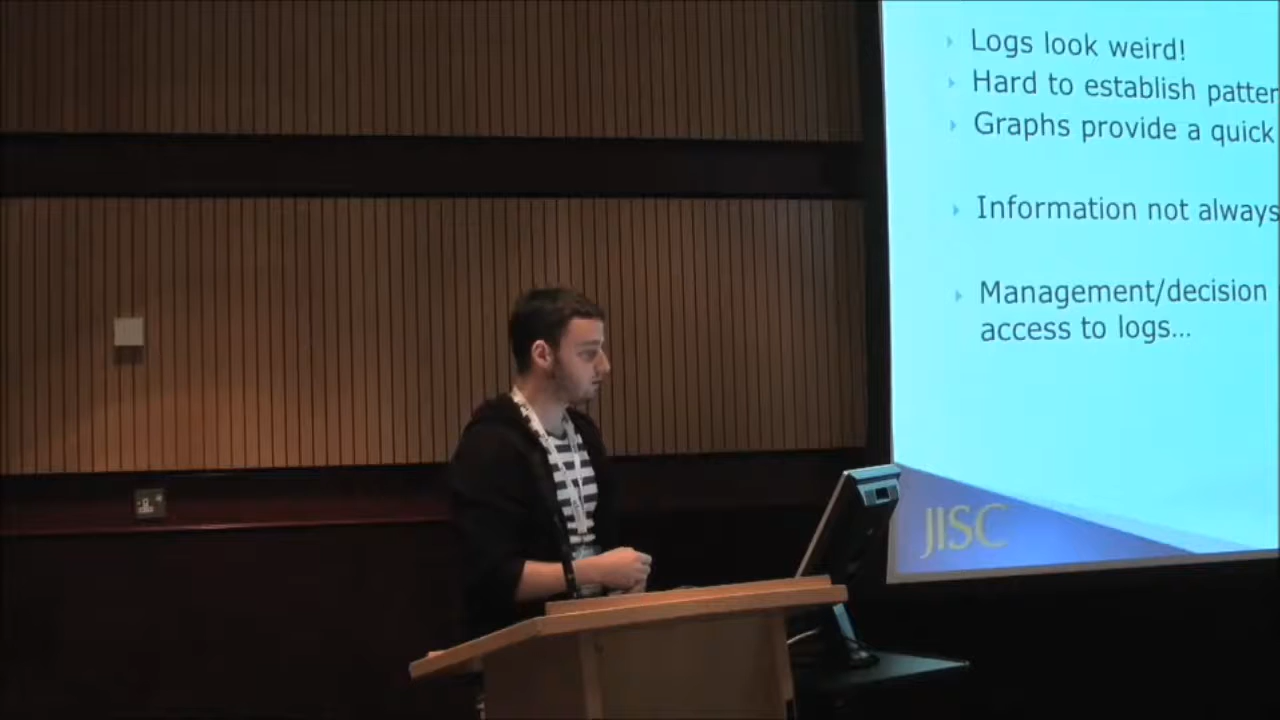 Logs look weird!
Hard to establish patter
Graphs provide a quick
Information not always
Management/decision
access to logs...
JISC